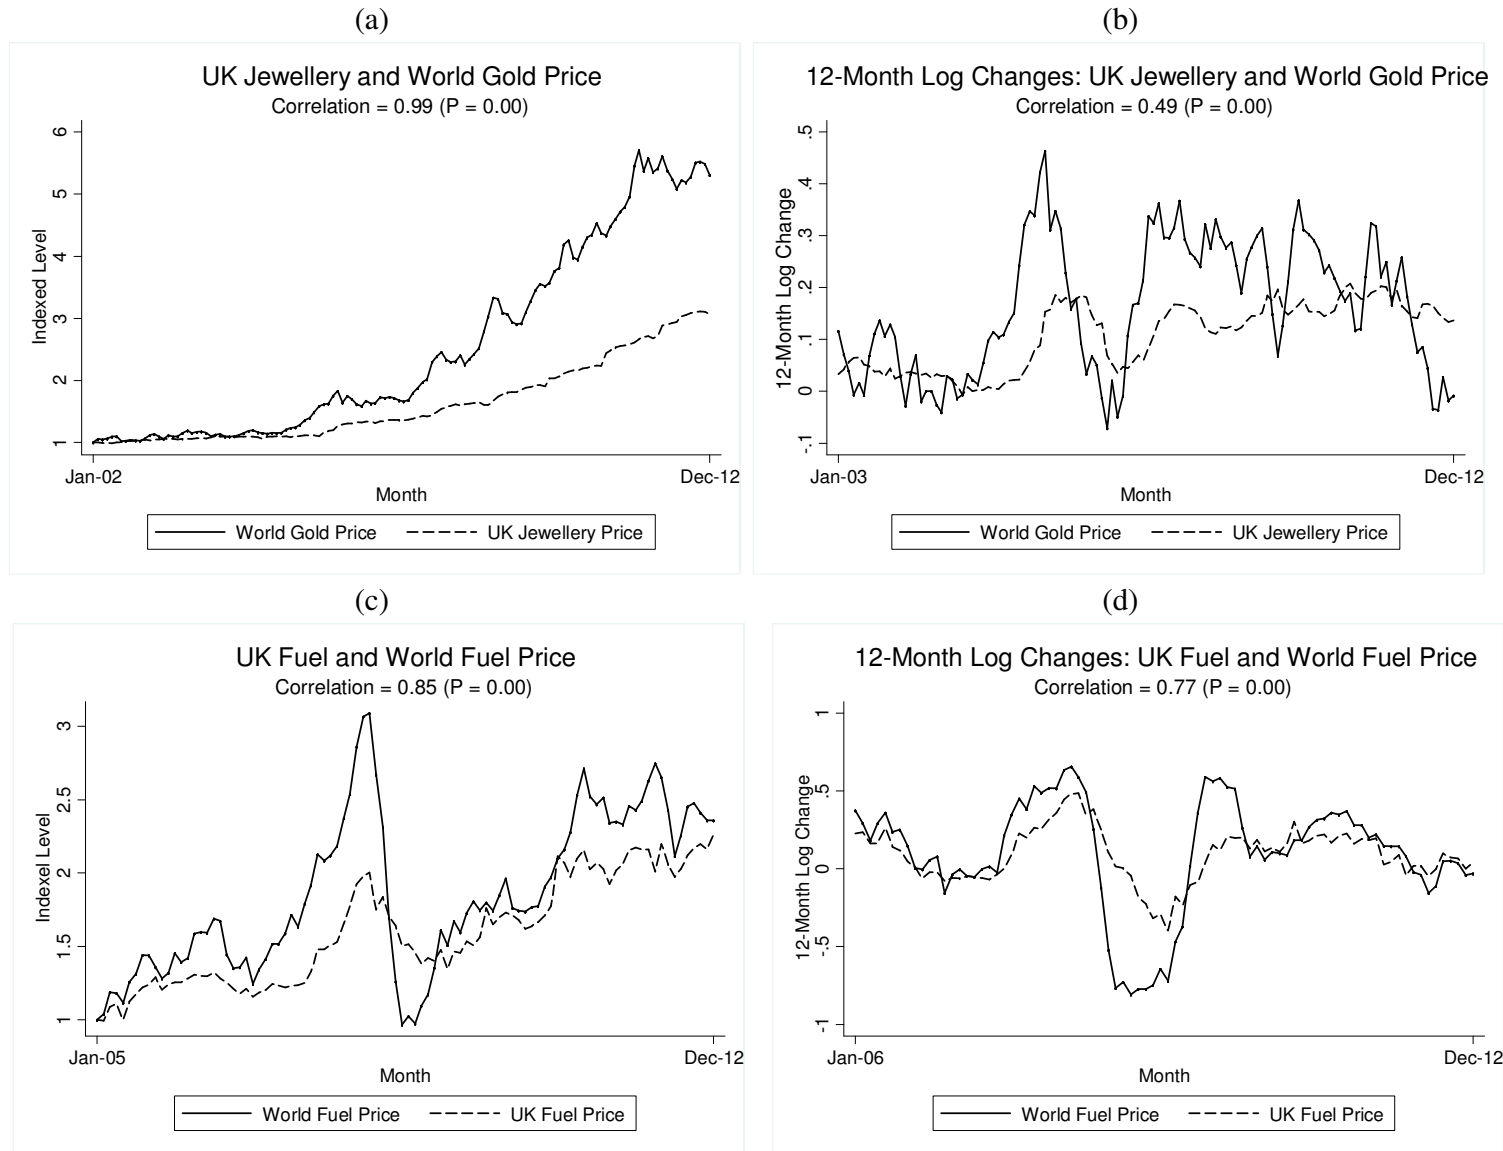 (a)
UK Jewellery and World Gold Price
Correlation = 0.99 (P = 0.00)
Indexed Level
6
5
4
3
2
1
Jan-02
Dec-12
Month
World Gold Price
UK Jewellery Price
(b)
12-Month Log Changes: UK Jewellery and World Gold Price
Correlation = 0.49 (P = 0.00)
12-Month Log Change
.5
.4
.3
.2
.1
0
-.1
Jan-03
Dec-12
Month
World Gold Price
UK Jewellery Price
(c)
UK Fuel and World Fuel Price
Correlation = 0.85 (P = 0.00)
Indexel Level
3
2.5
2
1.5
1
Jan-05
Dec-12
Month
World Fuel Price
UK Fuel Price
(d)
12-Month Log Changes: UK Fuel and World Fuel Price
Correlation = 0.77 (P = 0.00)
12-Month Log Change
1
.5
0
-.5
-1
Jan-06
Dec-12
Month
World Fuel Price
UK Fuel Price